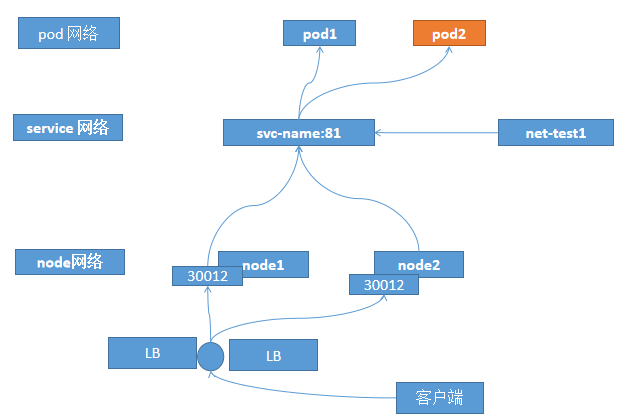 pod 网络
pod1
pod2
service 网络
svc-name:81
net-test1
node网络
node1
node2
30012
30012
LB
LB
客户端